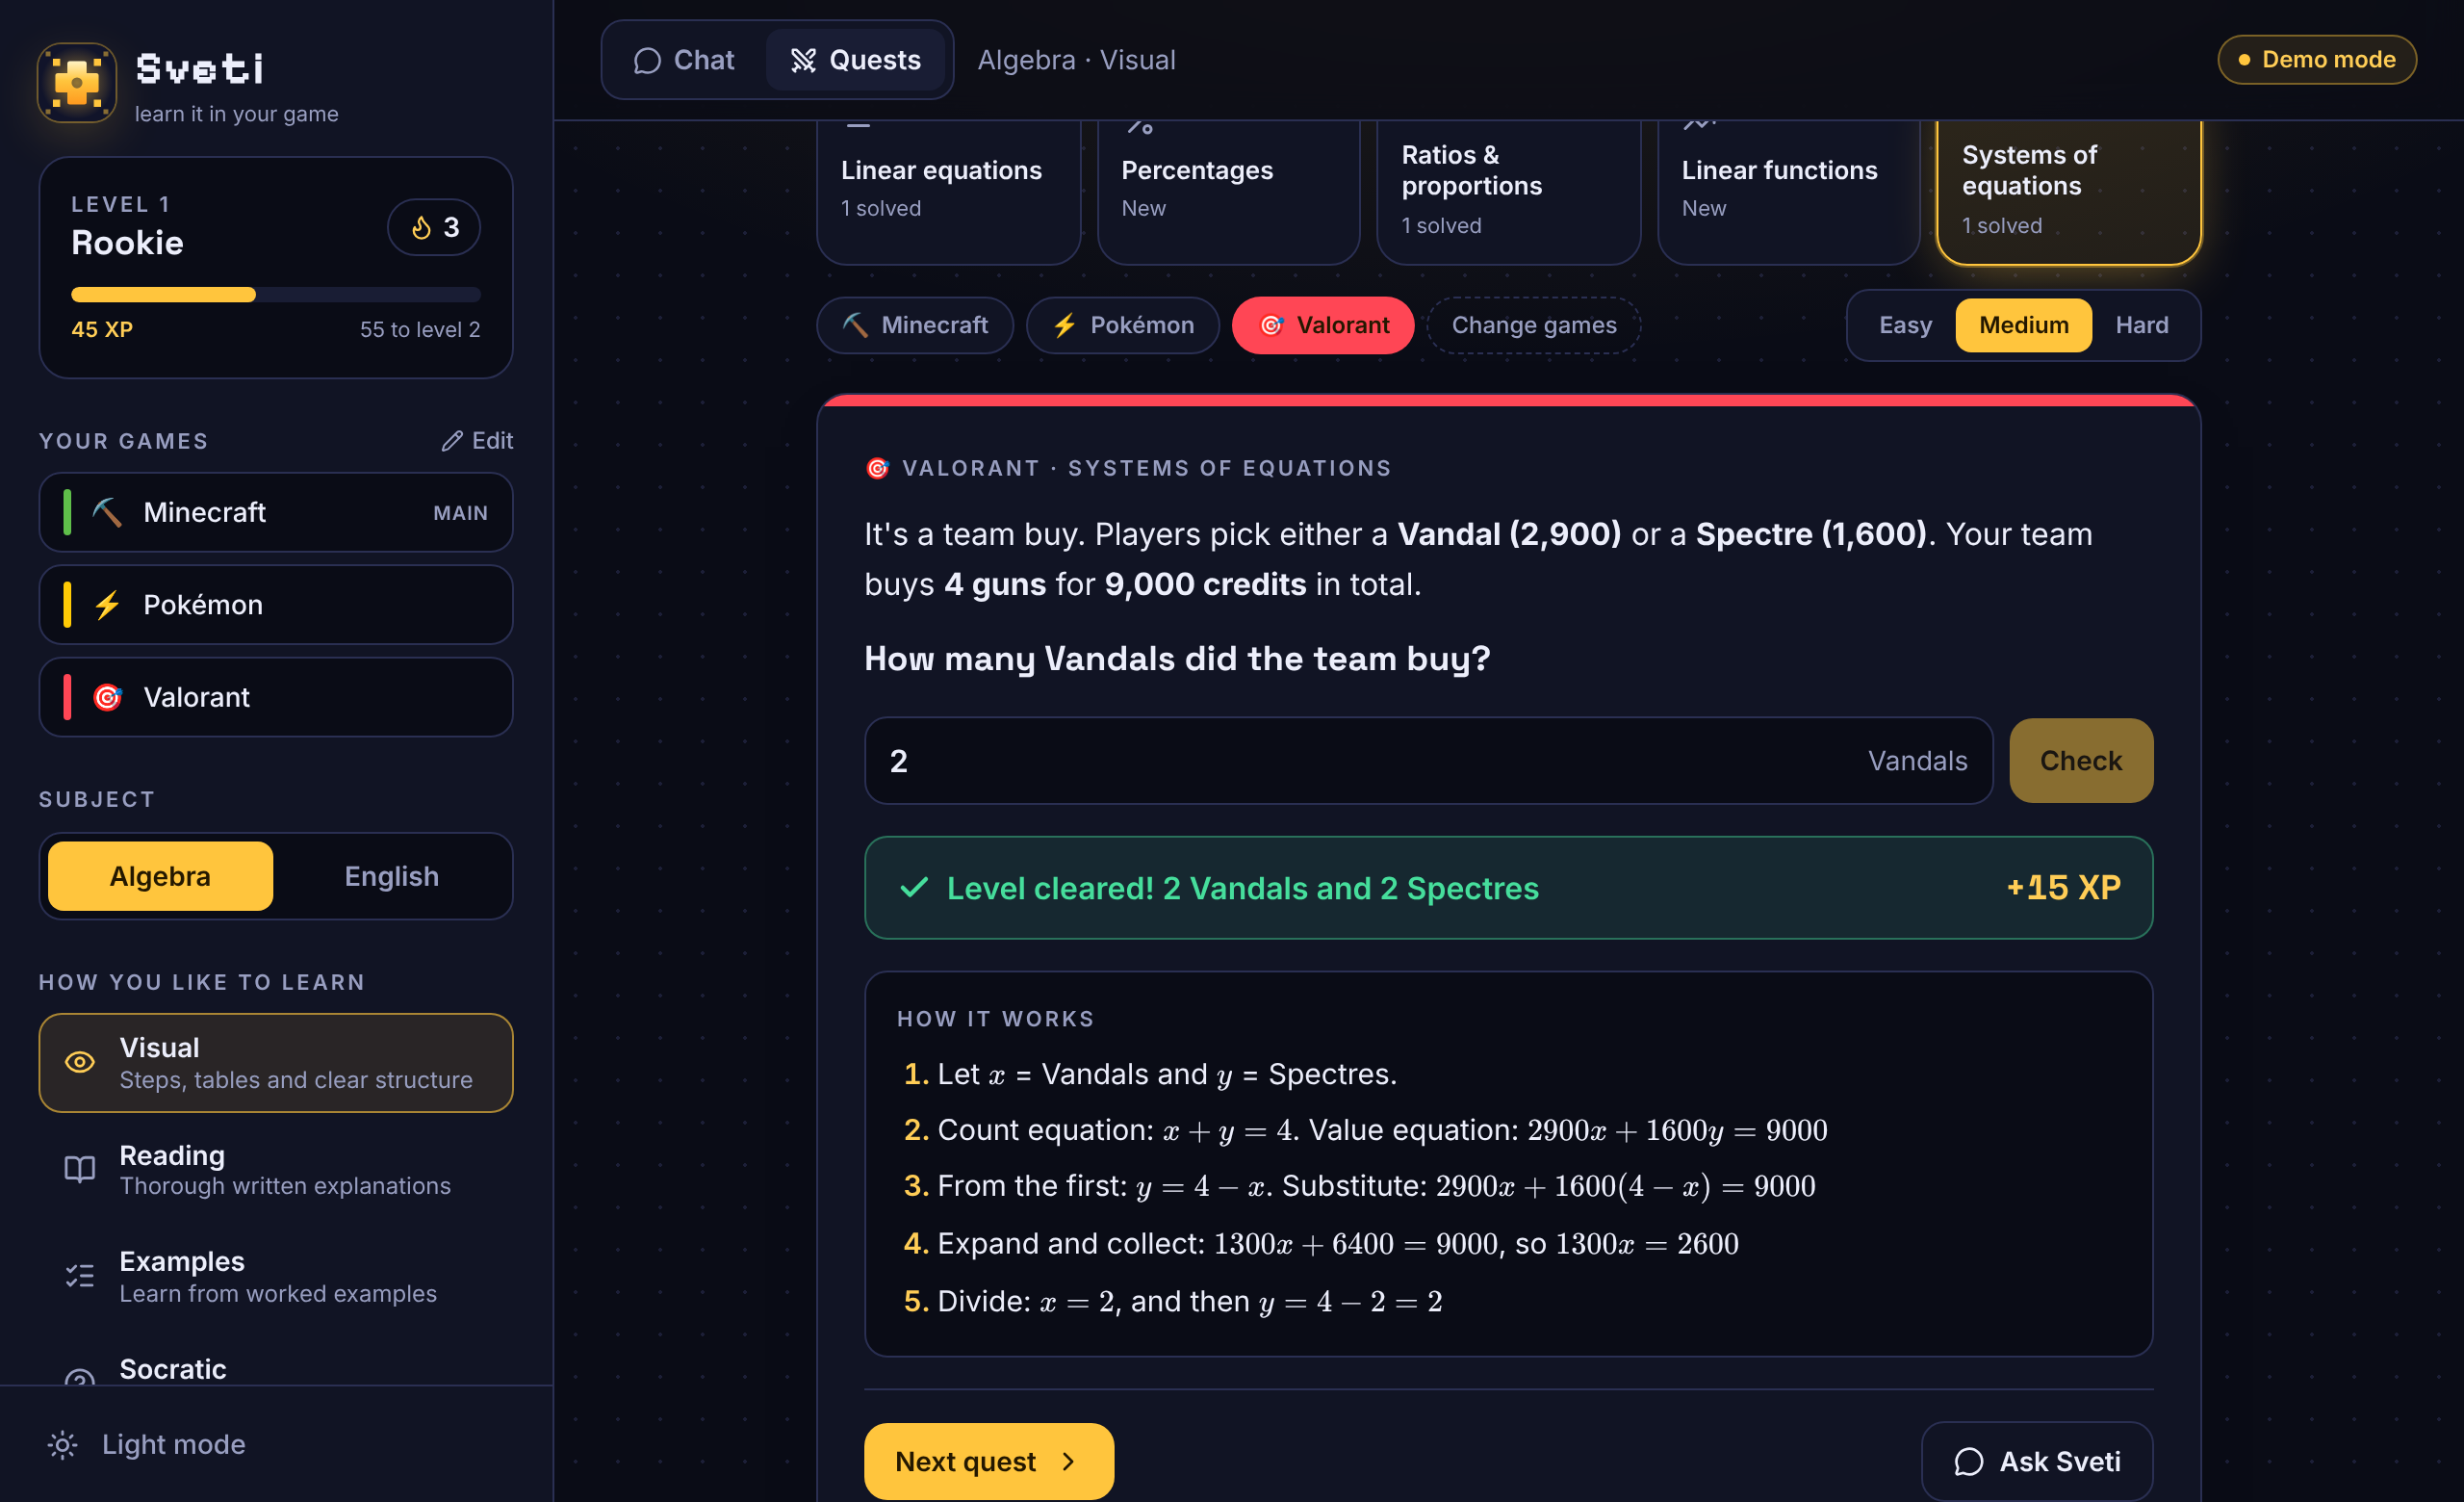 Sveti
learn it in your game
LEVEL 1
Rookie
3
45 XP
55 to level 2
YOUR GAMES
Edit
Minecraft
MAIN
Pokémon
Valorant
SUBJECT
Algebra
English
HOW YOU LIKE TO LEARN
Visual
Steps, tables and clear structure
Reading
Thorough written explanations
Examples
Learn from worked examples
Socratic
Light mode
Chat
Quests
Algebra · Visual
Demo mode
Linear equations
1 solved
Percentages
New
Ratios &
proportions
1 solved
Linear functions
New
Systems of
equations
1 solved
Minecraft
Pokémon
Valorant
Change games
Easy
Medium
Hard
VALORANT · SYSTEMS OF EQUATIONS
It's a team buy. Players pick either a Vandal (2,900) or a Spectre (1,600). Your team
buys 4 guns for 9,000 credits in total.
How many Vandals did the team buy?
2
Vandals
Check
Level cleared! 2 Vandals and 2 Spectres
+15 XP
HOW IT WORKS
1. Let x = Vandals and y = Spectres.
2. Count equation: x + y = 4. Value equation: 2900x + 1600y = 9000
3. From the first: y = 4 − x. Substitute: 2900x + 1600(4 − x) = 9000
4. Expand and collect: 1300x + 6400 = 9000, so 1300x = 2600
5. Divide: x = 2, and then y = 4 − 2 = 2
Next quest
Ask Sveti